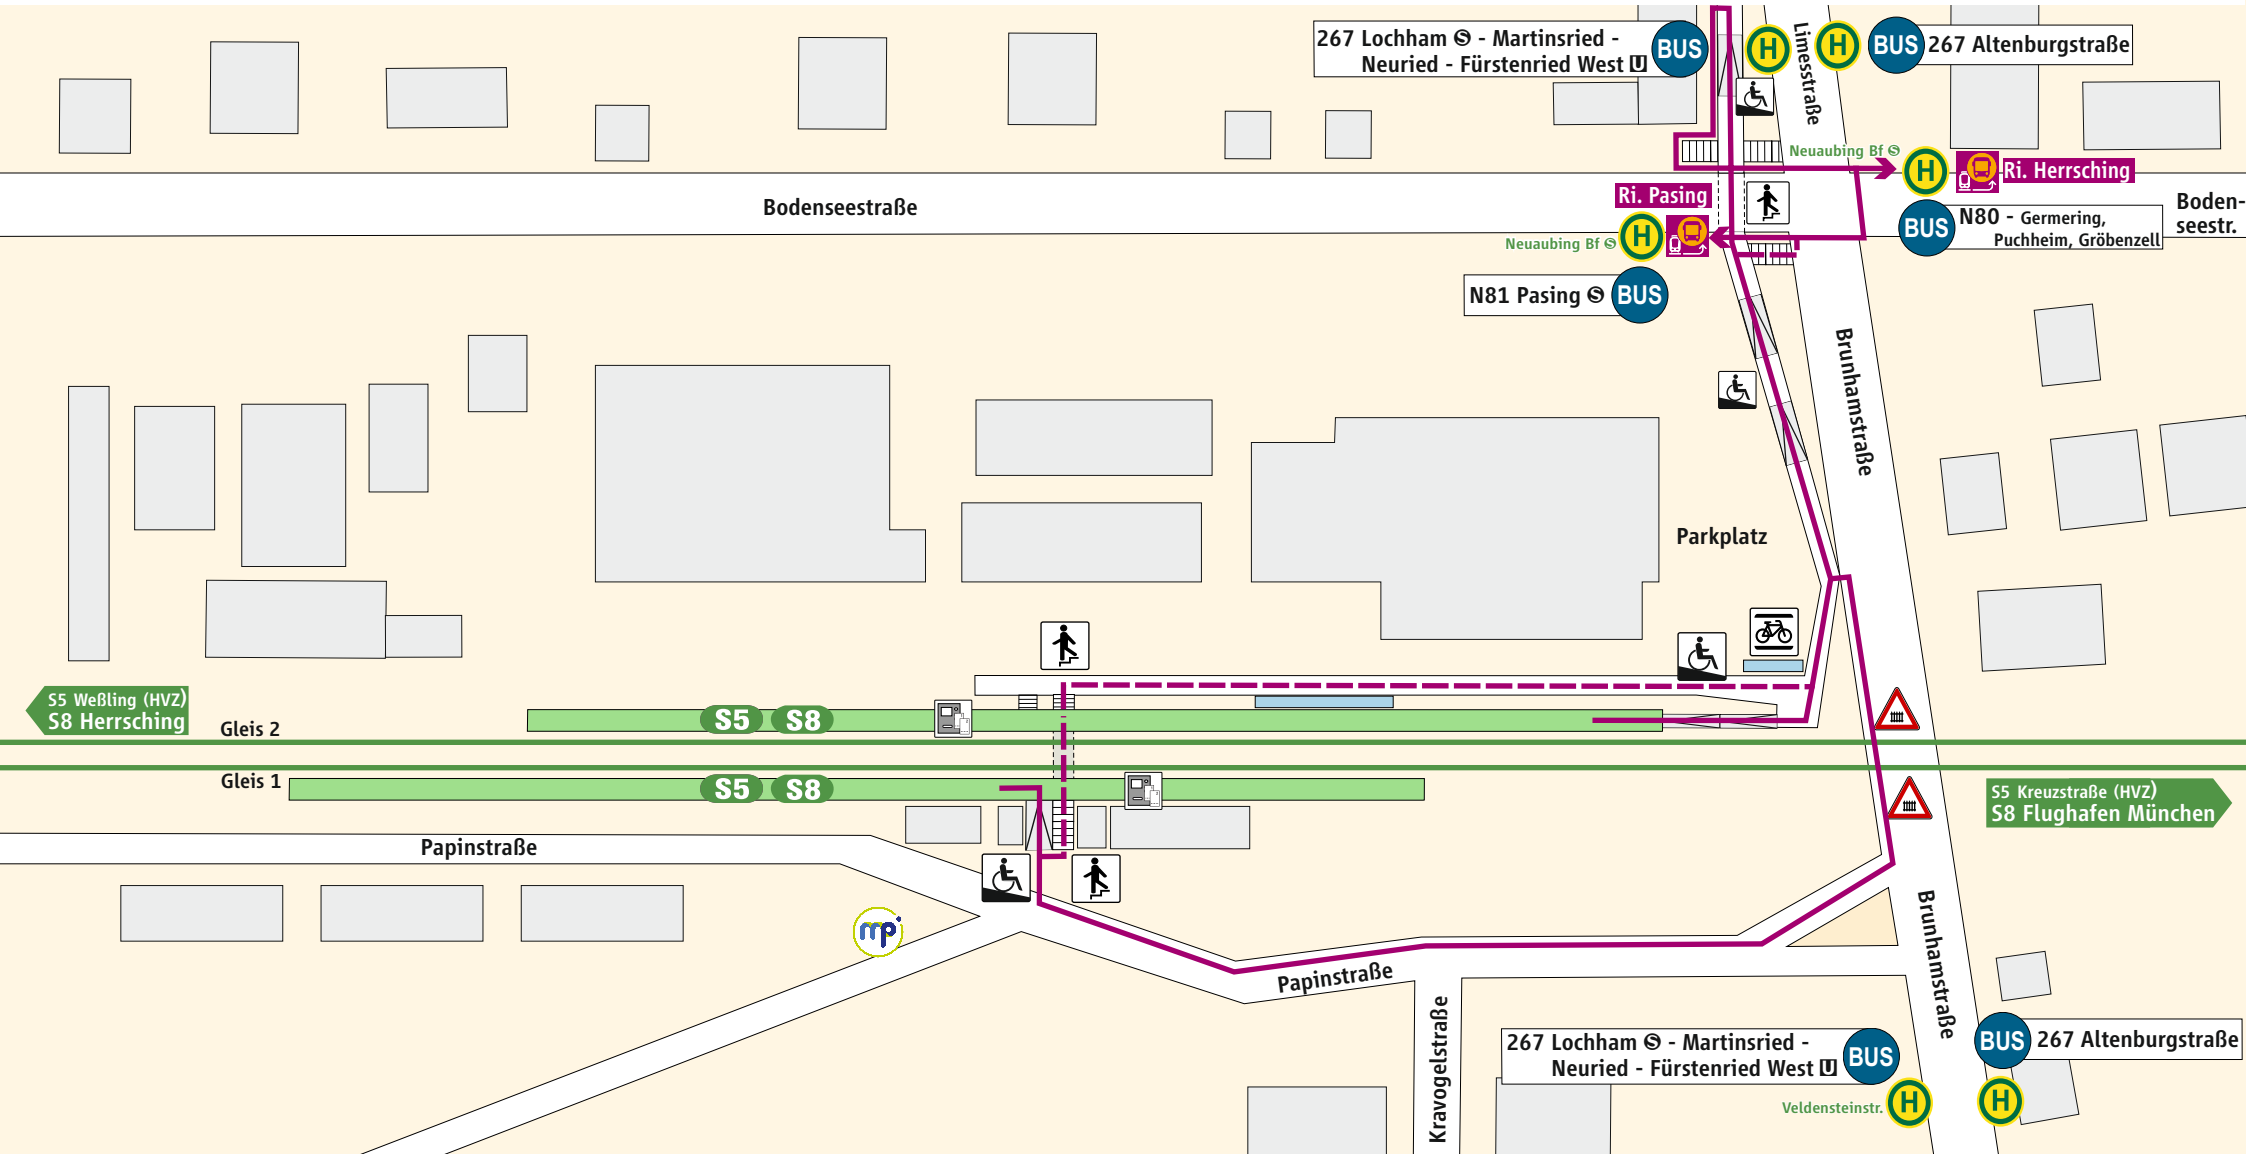 267 Lochham S - Martinsried -
Neuried - Fürstenried West U
BUS
H
H
BUS
267 Altenburgstraße
Limesstraße
Neuaubing Bf S
H
Ri. Herrsching
Ri. Pasing
Bodenseestraße
Neuaubing Bf S
H
BUS
N80 - Germering,
Puchheim, Gröbenzell
Boden-
seestr.
N81 Pasing S
BUS
Brunhamstraße
Parkplatz
S5 Weßling (HVZ)
S8 Herrsching
Gleis 2
S5
S8
Gleis 1
S5
S8
S5 Kreuzstraße (HVZ)
S8 Flughafen München
Papinstraße
mp
Papinstraße
Brunhamstraße
Kravogelstraße
267 Lochham S - Martinsried -
Neuried - Fürstenried West U
BUS
BUS
267 Altenburgstraße
Veldensteinstr.
H
H